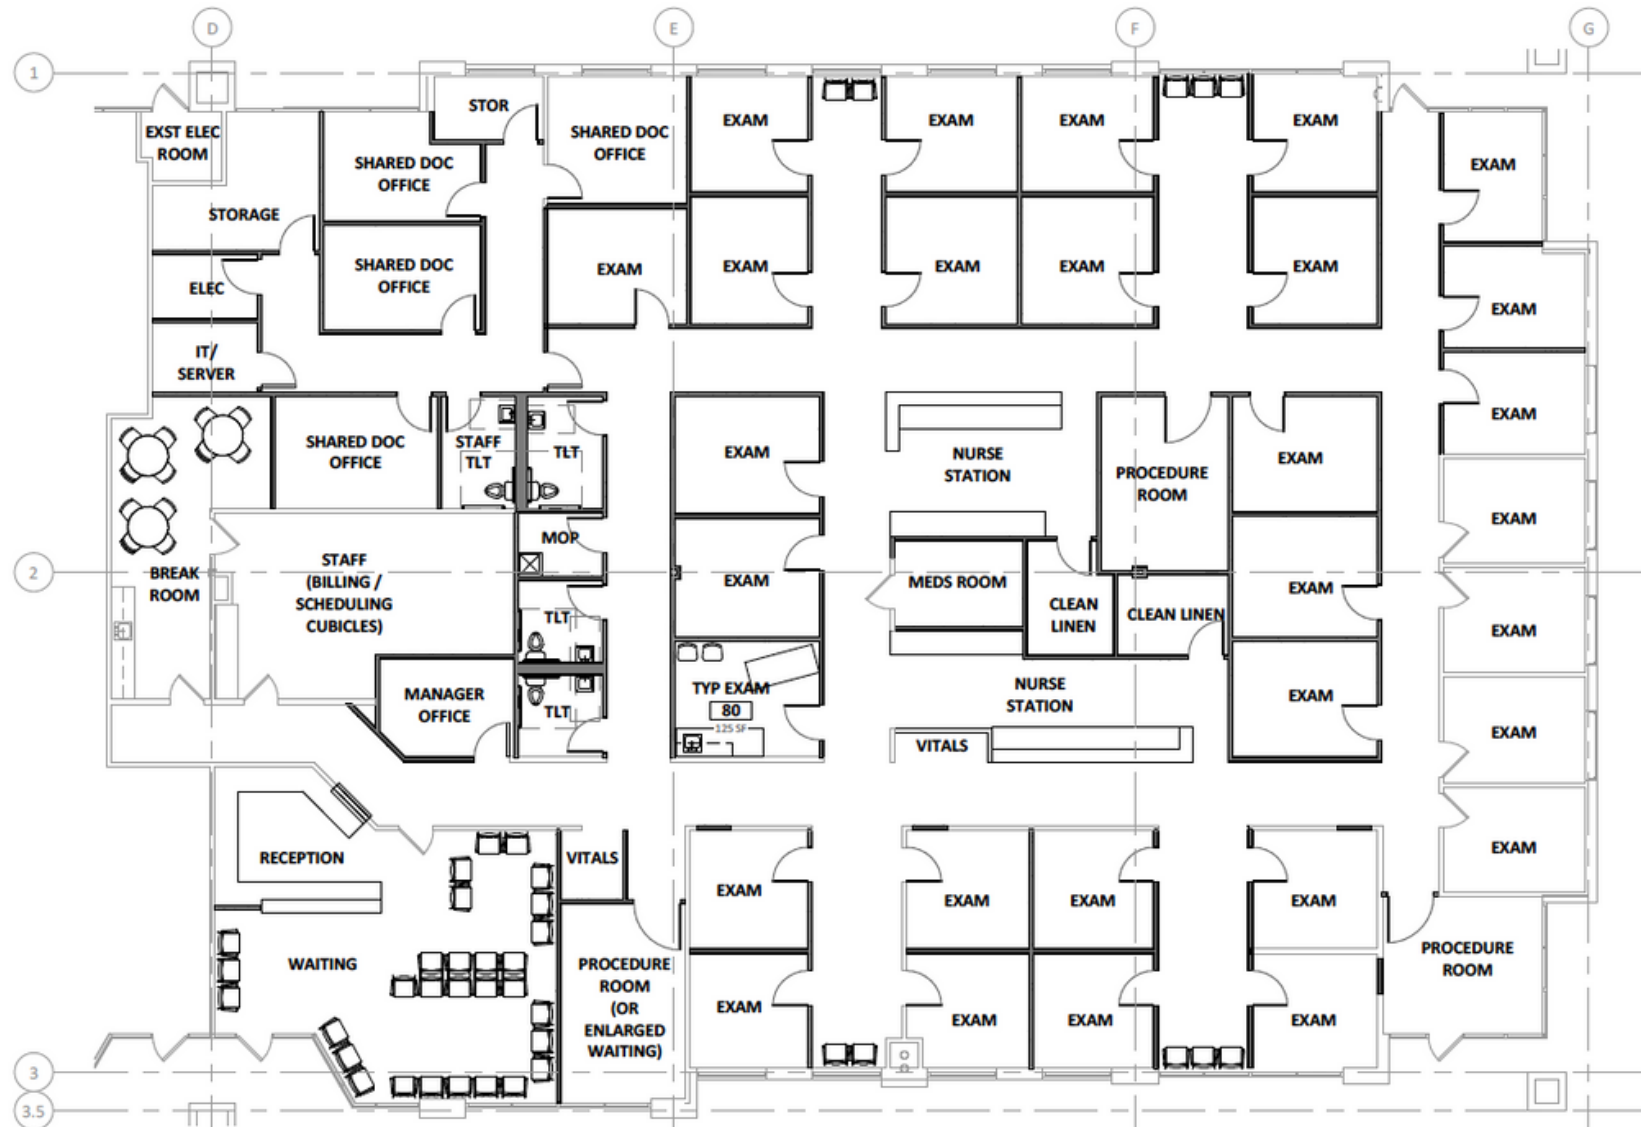 D
E
F
G
1
STOR
EXST ELEC
ROOM
SHARED DOC
OFFICE
EXAM
EXAM
EXAM
EXAM
SHARED DOC
OFFICE
EXAM
STORAGE
EXAM
EXAM
EXAM
EXAM
EXAM
SHARED DOC
OFFICE
ELEC
EXAM
IT/
SERVER
EXAM
SHARED DOC
OFFICE
STAFF
TLT
TLT
EXAM
NURSE
STATION
PROCEDURE
ROOM
EXAM
EXAM
MOP
2
BREAK
ROOM
STAFF
(BILLING /
SCHEDULING
CUBICLES)
EXAM
MEDS ROOM
CLEAN
LINEN
CLEAN LINEN
EXAM
EXAM
TLT
MANAGER
OFFICE
TLT
TYP EXAM
80
125 SF
NURSE
STATION
EXAM
EXAM
VITALS
RECEPTION
VITALS
EXAM
EXAM
EXAM
EXAM
EXAM
WAITING
PROCEDURE
ROOM
(OR
ENLARGED
WAITING)
PROCEDURE
ROOM
EXAM
EXAM
EXAM
EXAM
3
3.5